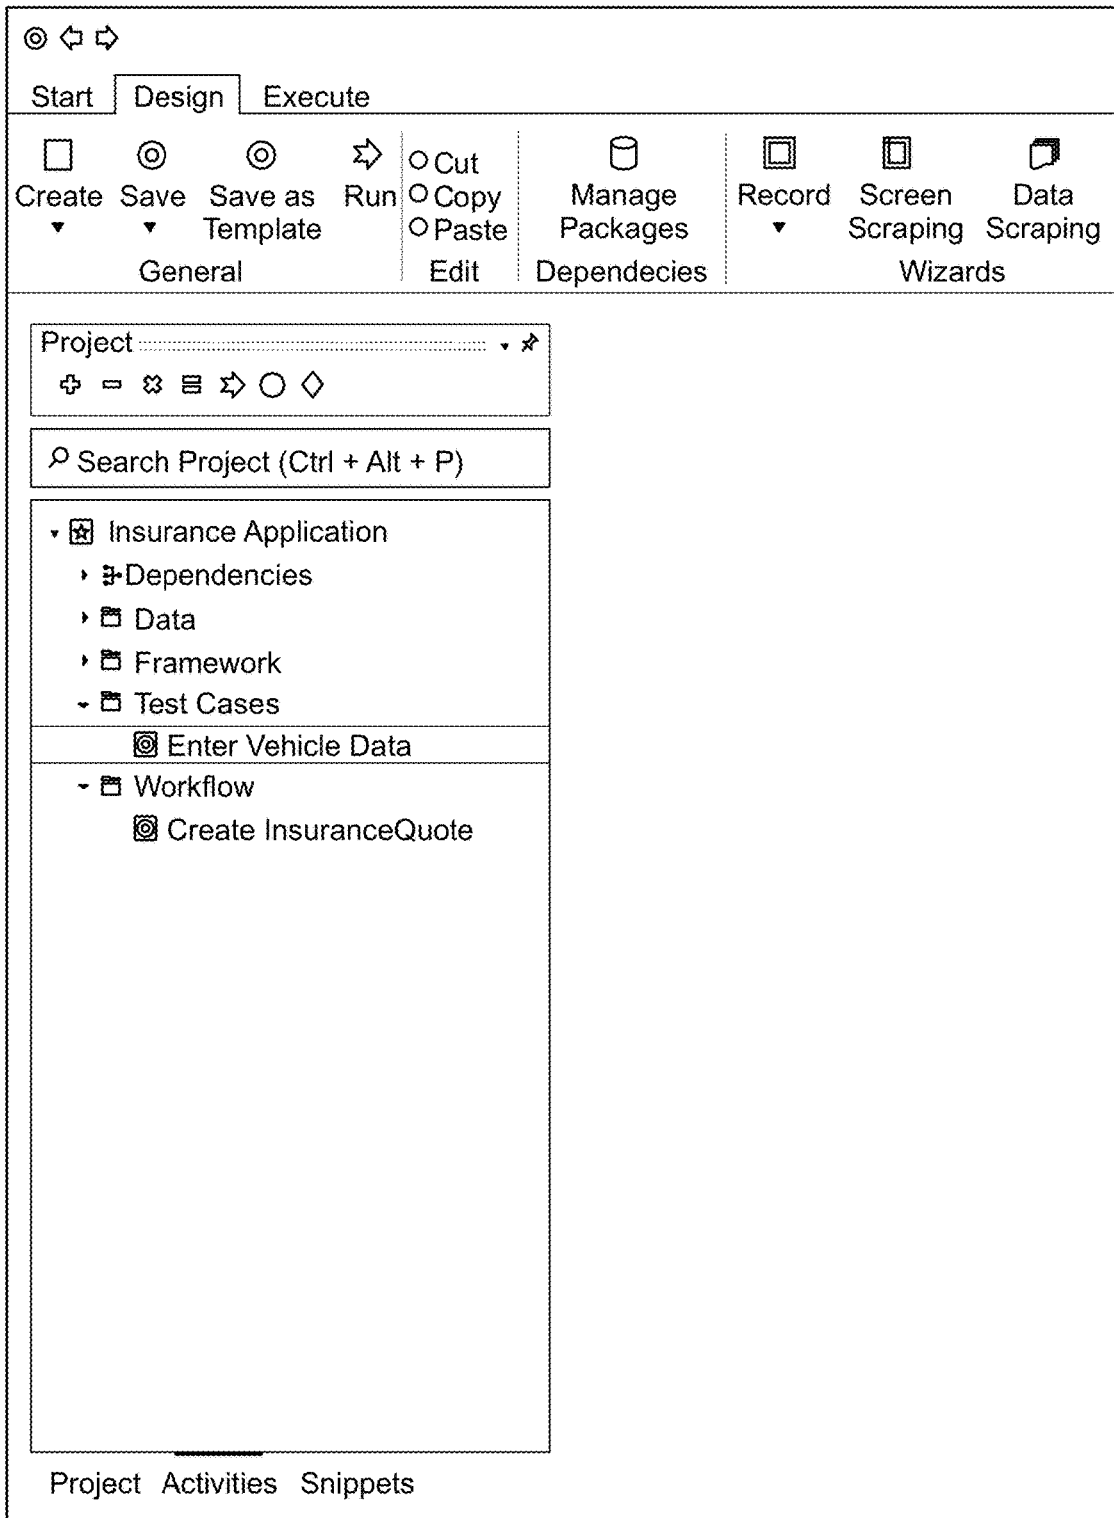 Start Design Execute
Create Save Save as Template Run
Cut
Copy
Paste
Manage Packages
Record Screen Scraping Data Scraping
General Edit Dependecies Wizards
Project
Search Project (Ctrl + Alt + P)
Insurance Application
Dependencies
Data
Framework
Test Cases
Enter Vehicle Data
Workflow
Create InsuranceQuote
Project Activities Snippets